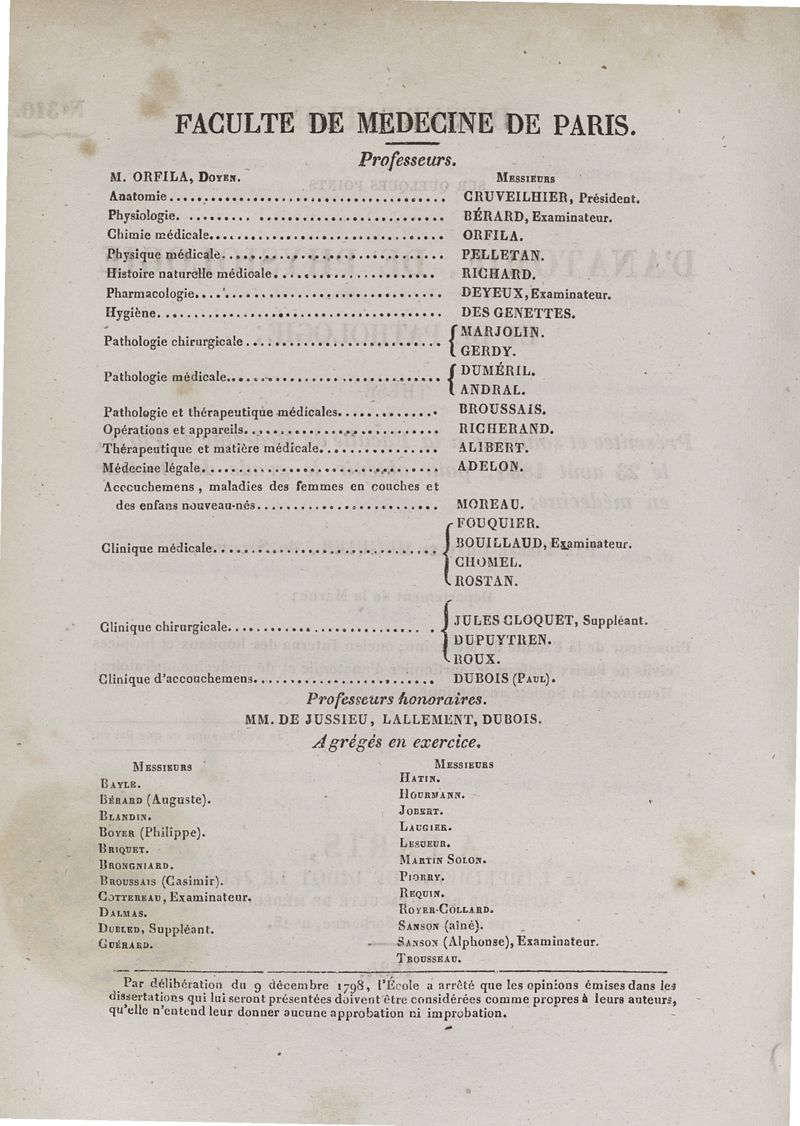 FACULTE DE MEDECINE DE PARIS.
Professeurs.
M. ORFILA, DOYEN. MESSIEURS
Anatomie........................................ CRUVEILHIER, Président.
Physiologie. ......... .......................... BÉRARD, Examinateur.
Chimie médicale................................. ORFILA.
Physique médicale............................... PELLETAN.
Histoire naturelle médicale....................... RICHARD.
Pharmacologie................................... DEYEUX, Examinateur.
Hygiène........................................ DES GENETTES.
Pathologie chirurgicale........................... { MARJOLIN.
GERDY.
Pathologie médicale.............................. { DUMÉRIL.
ANDRAL.
Pathologie et thérapeutique médicales............. BROUSSAIS.
Opérations et appareils........................... RICHERAND.
Thérapeutique et matière médicale................ ALIBERT.
Médecine légale................................. ADELON.
Accouchemens, maladies des femmes en couches et
des enfans nouveau-nés........................ MOREAU.
Clinique médicale............................... { FOUQUIER.
BOUILLAUD, Examinateur.
CHOMEL.
ROSTAN.
Clinique chirurgicale............................. { JULES CLOQUET, Suppléant.
DUPUYTREN.
ROUX.
Clinique d'accouchemens......................... DUBOIS (PAUL).
Professeurs honoraires.
MM. DE JUSSIEU, LALLEMENT, DUBOIS.
Agrégés en exercice.
MESSIEURS
BAYLE.
BÉRARD (Auguste).
BLANDIN.
BOYER (Philippe).
BRIQUET.
BRONGNIARD.
BROUSSAIS (Casimir).
COTTEREAU, Examinateur.
DALMAS.
DUBLED, Suppléant.
GUÉRARD.
MESSIEURS
HATIN.
HOURMANN.
JOBERT.
LAUGIER.
LESUEUR.
MARTIN SOLON.
PIORRY.
REQUIN.
ROYER-COLLARD.
SANSON (aîné).
SANSON (Alphonse), Examinateur.
TROUSSEAU.
Par délibération du 9 décembre 1798, l'École a arrêté que les opinions émises dans les
dissertations qui lui seront présentées doivent être considérées comme propres à leurs auteurs,
qu'elle n'entend leur donner aucune approbation ni improbation.